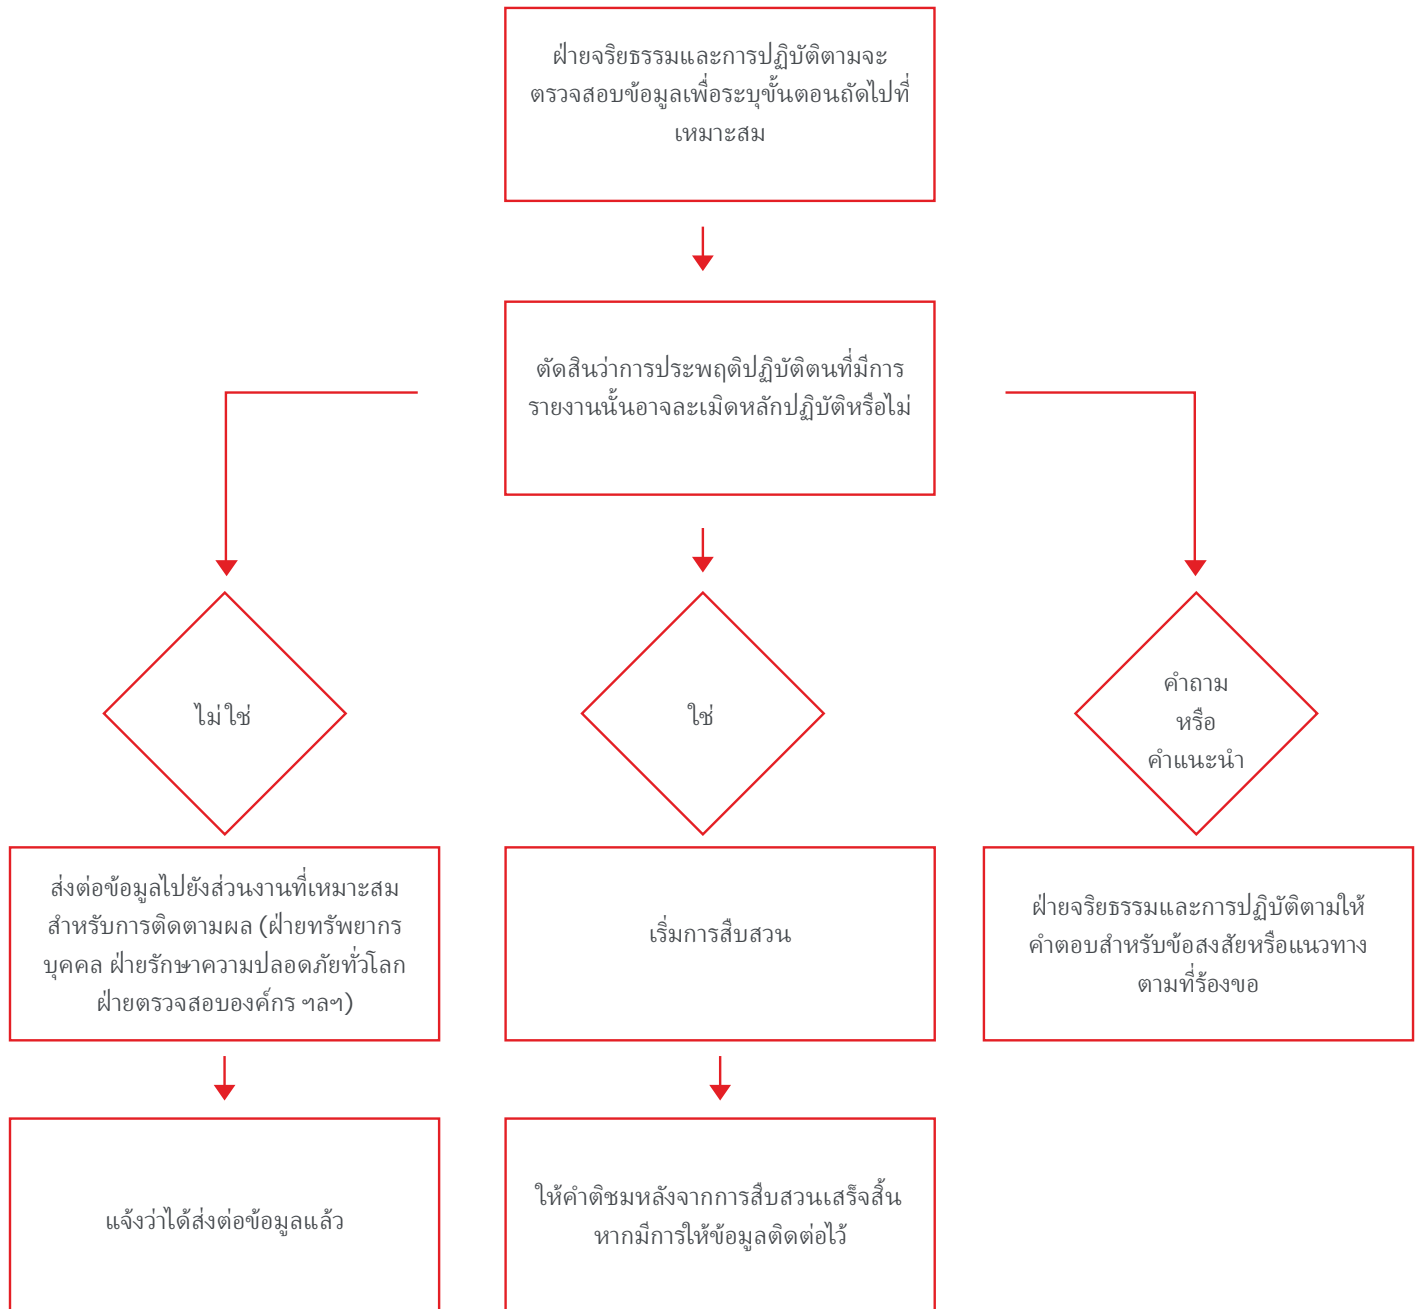 ฝ่ายจริยธรรมและการปฏิบัติตามจะ
ตรวจสอบข้อมูลเพื่อระบุขั้นตอนถัดไปที่
เหมาะสม
ตัดสินว่าการประพฤติปฏิบัติตนที่มีการ
รายงานนั้นอาจละเมิดหลักปฏิบัติหรือไม่
ไม่ใช่
ใช่
คำถาม
หรือ
คำแนะนำ
ส่งต่อข้อมูลไปยังส่วนงานที่เหมาะสม
สำหรับการติดตามผล (ฝ่ายทรัพยากร
บุคคล ฝ่ายรักษาความปลอดภัยทั่วโลก
ฝ่ายตรวจสอบองค์กร ฯลฯ)
เริ่มการสืบสวน
ฝ่ายจริยธรรมและการปฏิบัติตามให้
คำตอบสำหรับข้อสงสัยหรือแนวทาง
ตามที่ร้องขอ
แจ้งว่าได้ส่งต่อข้อมูลแล้ว
ให้คำติชมหลังจากการสืบสวนเสร็จสิ้น
หากมีการให้ข้อมูลติดต่อไว้